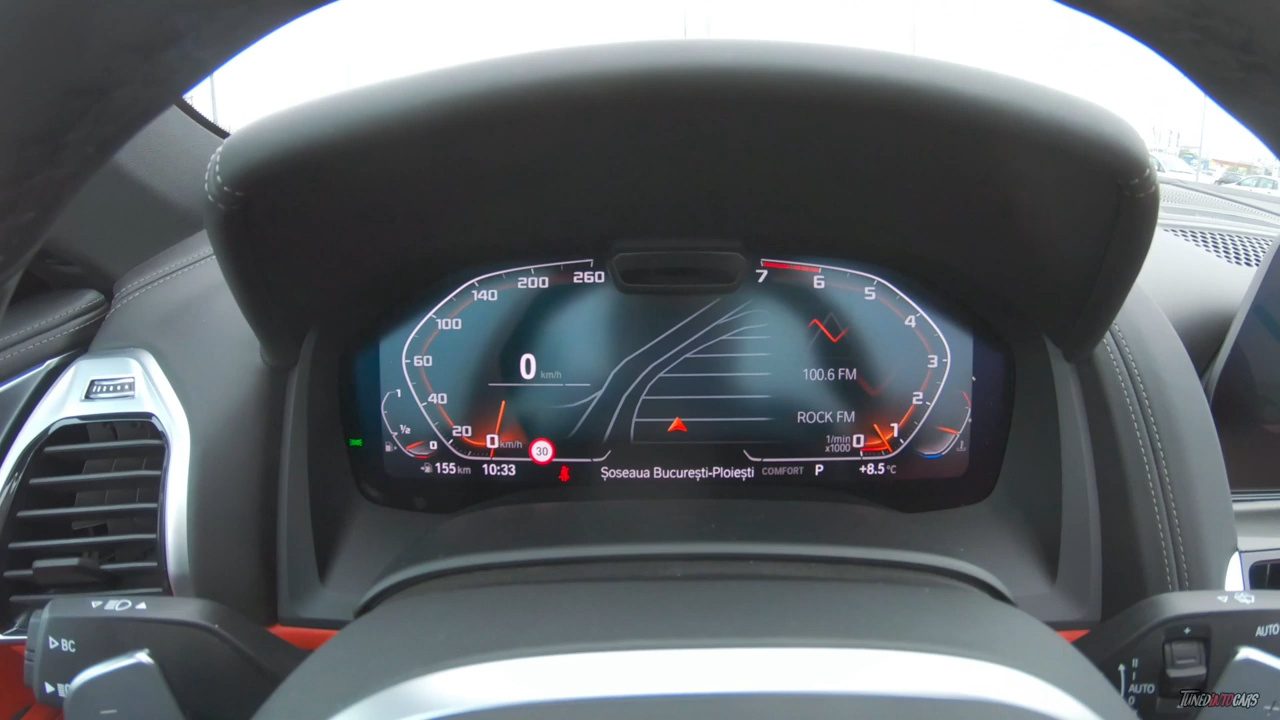 260
200
140
100
60
40
20
0 km/h
0 km/h
1
½
0
30
7
6
5
4
3
2
1
0
1/min
x1000
100.6 FM
ROCK FM
155 km
10:33
Șoseaua București-Ploiești
COMFORT
P
+8.5 °C
BC
AUTO
AUTO
0
TUNEDAUTOCARS